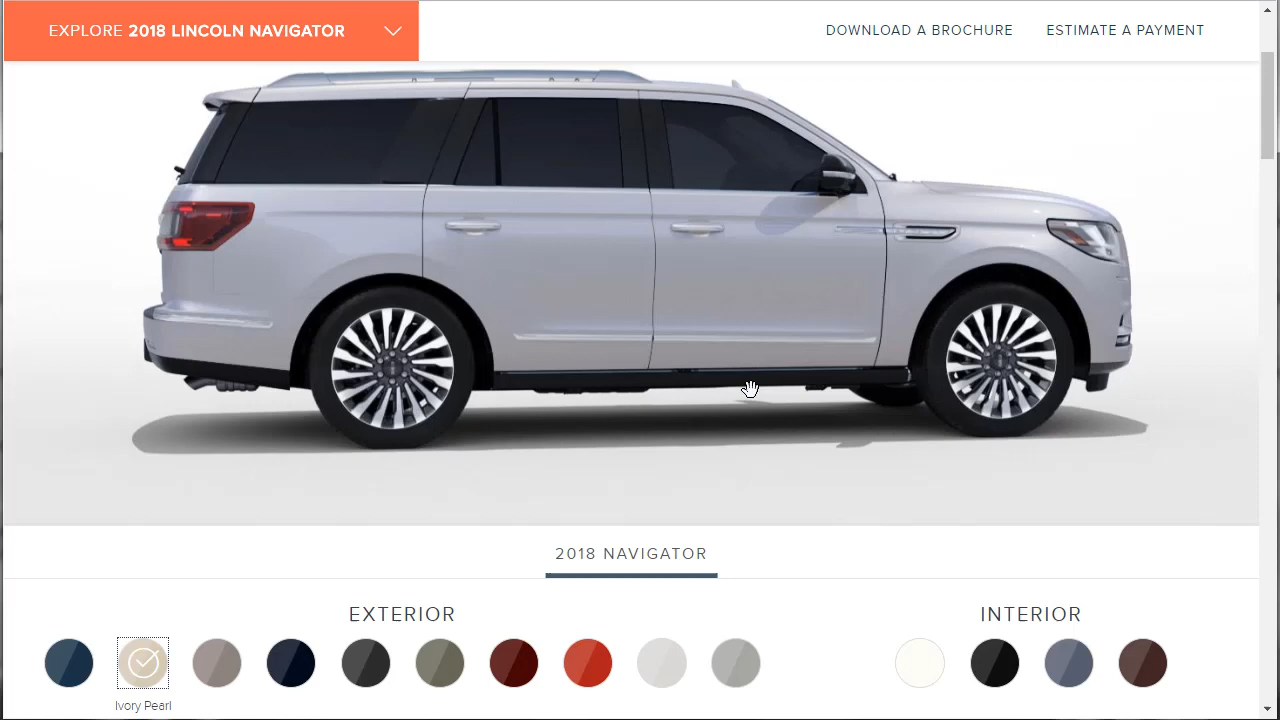 EXPLORE 2018 LINCOLN NAVIGATOR
DOWNLOAD A BROCHURE
ESTIMATE A PAYMENT
2018 NAVIGATOR
EXTERIOR
INTERIOR
Ivory Pearl